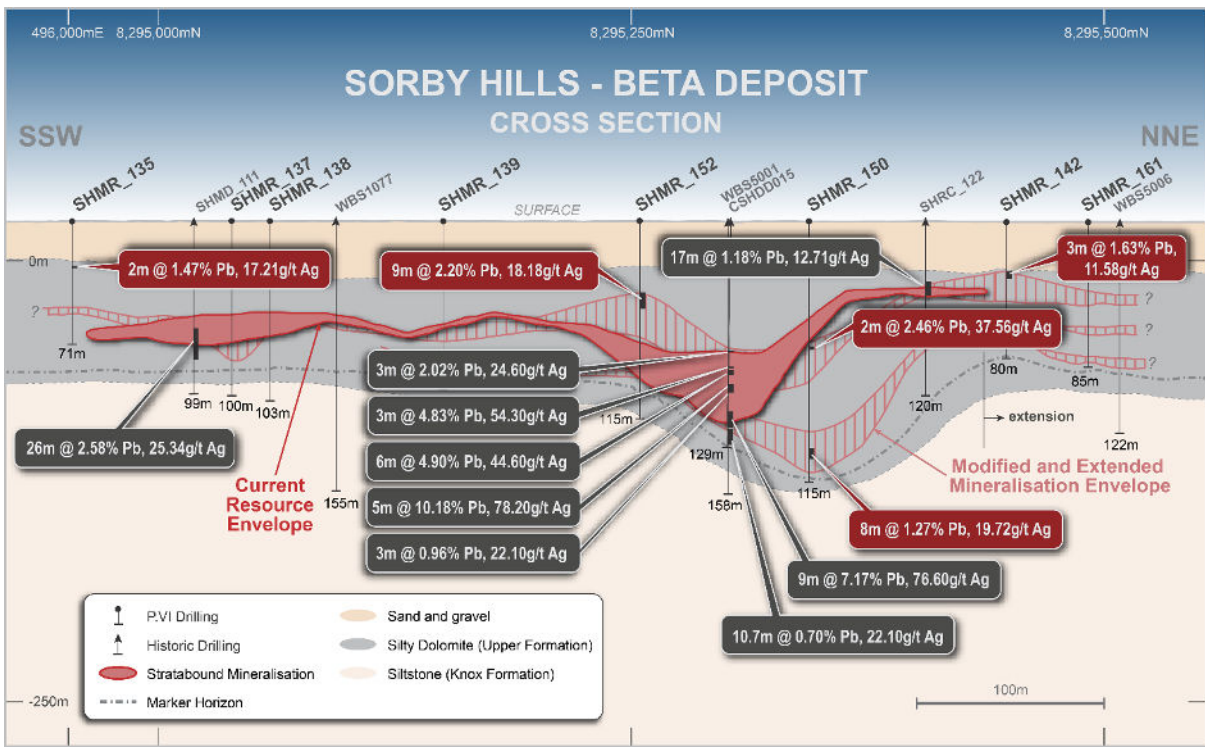 496,000mE 8,295,000mN 8,295,250mN 8,295,500mN
SORBY HILLS - BETA DEPOSIT
CROSS SECTION
SSW
NNE
SHMR_135
SHMD_111
SHMR_137
SHMR_138
WBS1077
SHMR_139
SHMR_152
WBS5001
CSHDD015
SHMR_150
SHRC_122
SHMR_142
SHMR_161
WBS5006
SURFACE
0m
2m @ 1.47% Pb, 17.21g/t Ag
9m @ 2.20% Pb, 18.18g/t Ag
17m @ 1.18% Pb, 12.71g/t Ag
3m @ 1.63% Pb,
11.58g/t Ag
?
?
?
?
2m @ 2.46% Pb, 37.56g/t Ag
71m
99m
100m
103m
155m
115m
129m
158m
115m
120m
80m
85m
122m
extension
3m @ 2.02% Pb, 24.60g/t Ag
3m @ 4.83% Pb, 54.30g/t Ag
6m @ 4.90% Pb, 44.60g/t Ag
5m @ 10.18% Pb, 78.20g/t Ag
3m @ 0.96% Pb, 22.10g/t Ag
26m @ 2.58% Pb, 25.34g/t Ag
Current
Resource
Envelope
Modified and Extended
Mineralisation Envelope
8m @ 1.27% Pb, 19.72g/t Ag
9m @ 7.17% Pb, 76.60g/t Ag
10.7m @ 0.70% Pb, 22.10g/t Ag
P.VI Drilling
Historic Drilling
Stratabound Mineralisation
Marker Horizon
Sand and gravel
Silty Dolomite (Upper Formation)
Siltstone (Knox Formation)
-250m
100m